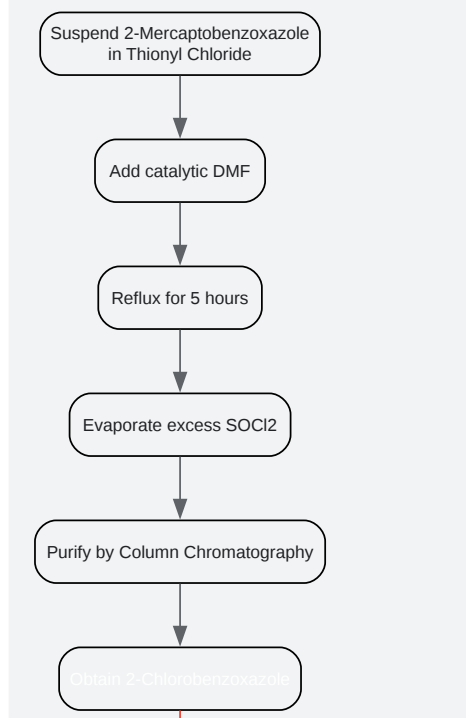 Suspend 2-Mercaptobenzoxazole
in Thionyl Chloride
Add catalytic DMF
Reflux for 5 hours
Evaporate excess SOCl2
Purify by Column Chromatography
Obtain 2-Chlorobenzoxazole